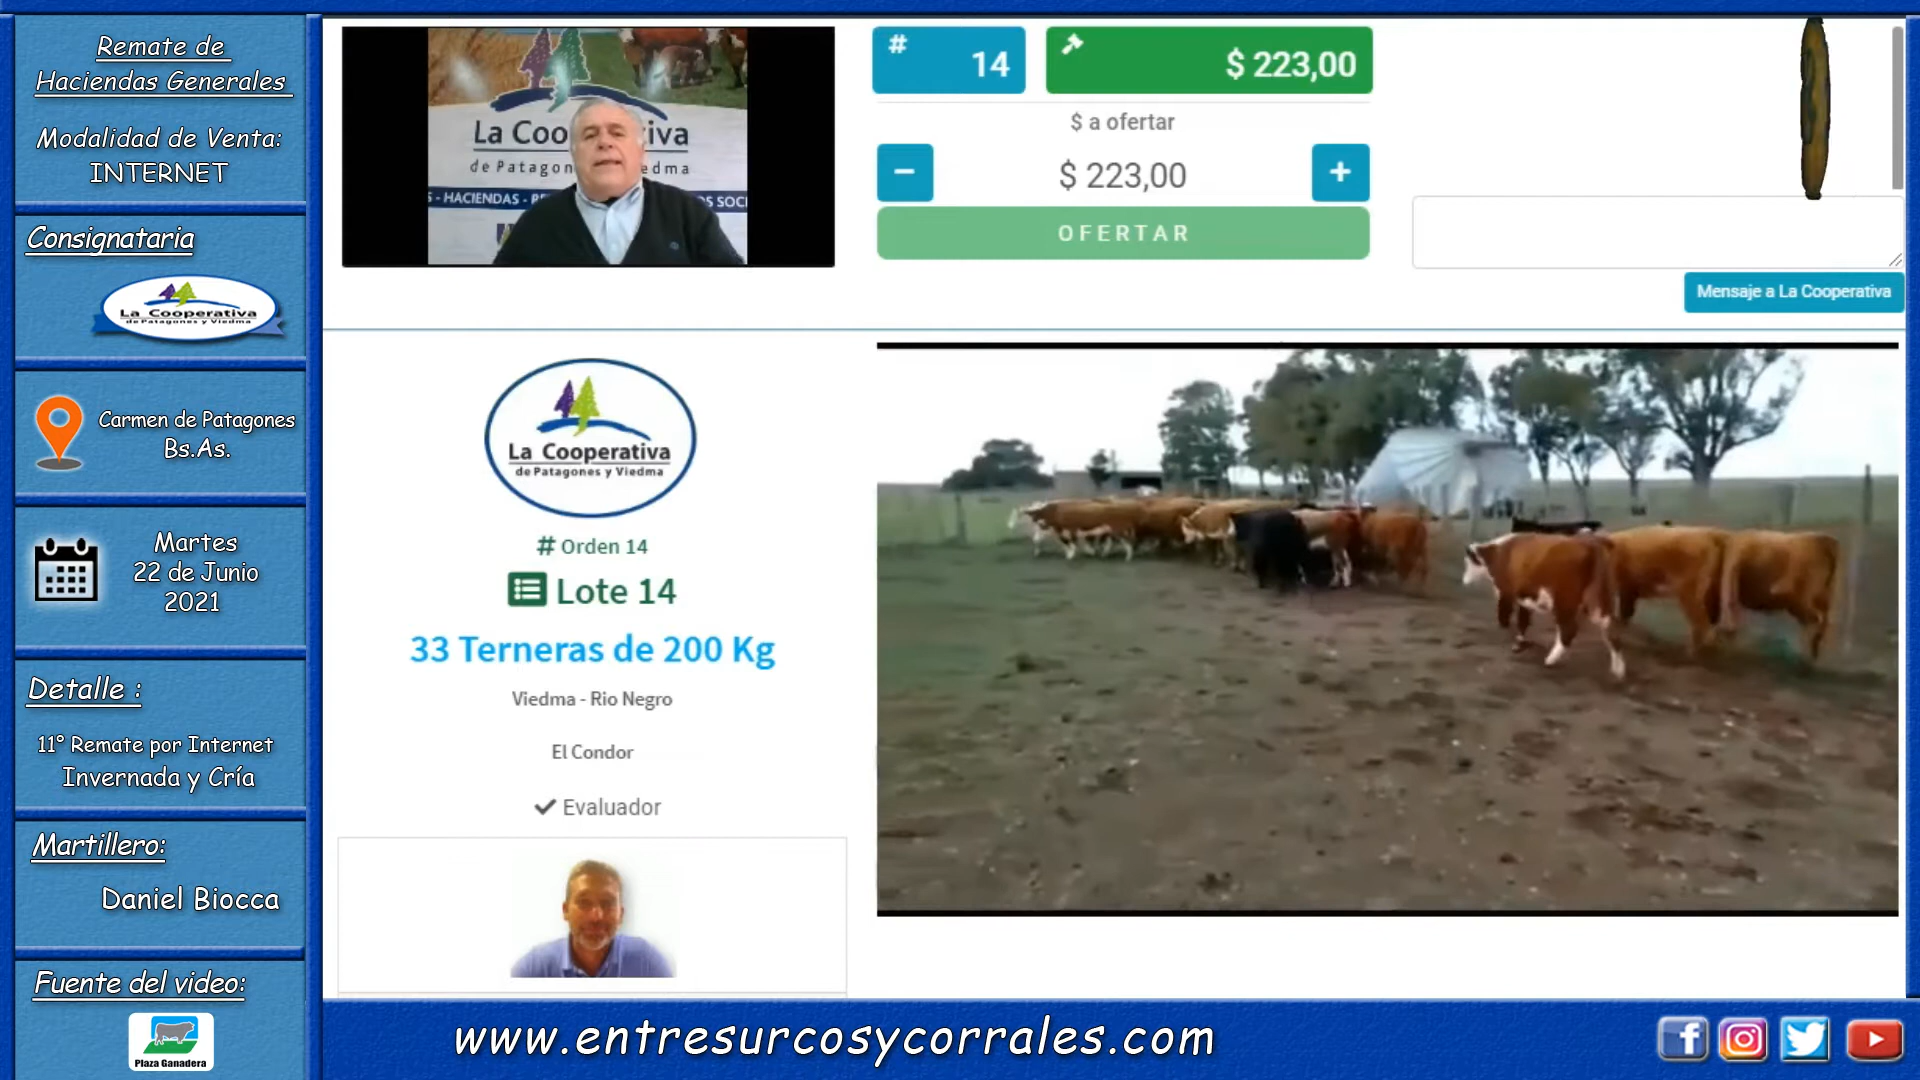 Remate de
Haciendas Generales
Modalidad de Venta:
INTERNET
Consignataria
La Cooperativa
de Patagones y Viedma
Carmen de Patagones
Bs.As.
Martes
22 de Junio
2021
Detalle :
11° Remate por Internet
Invernada y Cría
Martillero:
Daniel Biocca
Fuente del video:
Plaza Ganadera
# 14
$ 223,00
$ a ofertar
− $ 223,00 +
OFERTAR
Mensaje a La Cooperativa
La Cooperativa
de Patagones y Viedma
# Orden 14
Lote 14
33 Terneras de 200 Kg
Viedma - Rio Negro
El Condor
Evaluador
www.entresurcosycorrales.com